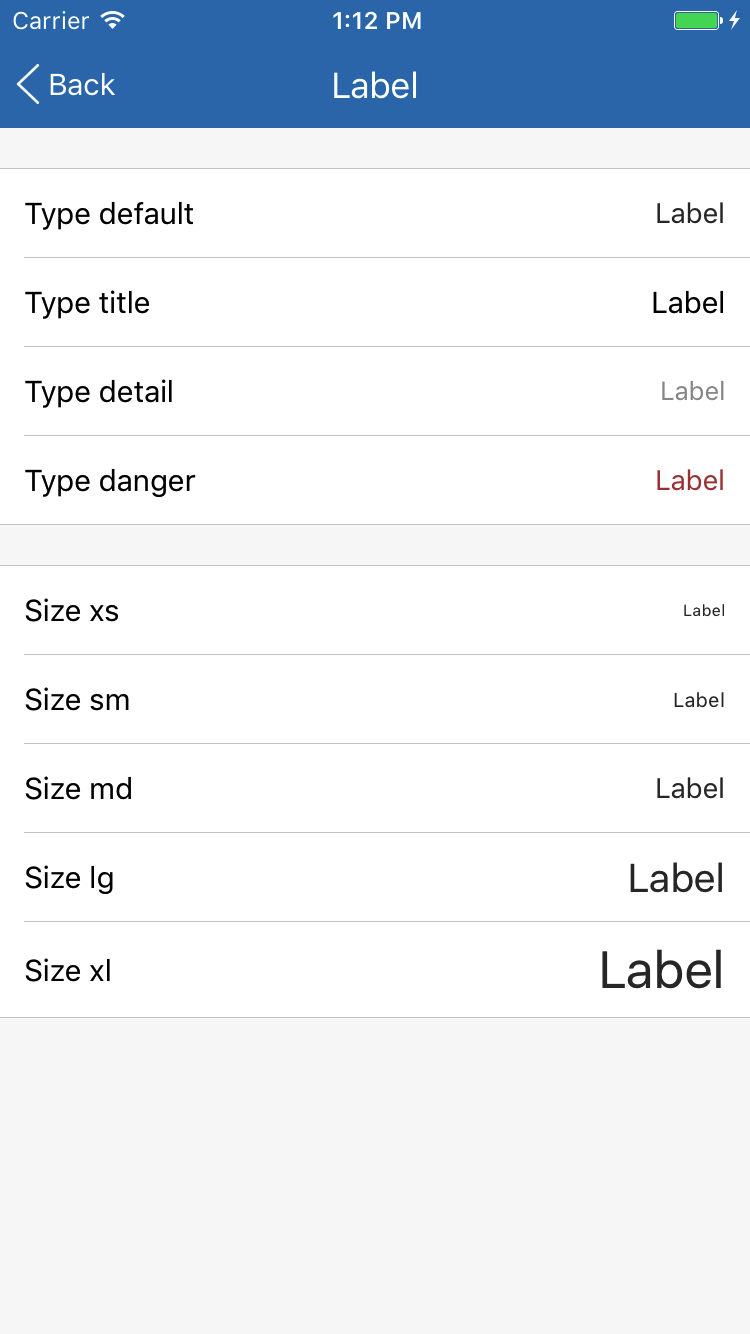 Carrier 1:12 PM
Back Label
Type default Label
Type title Label
Type detail Label
Type danger Label
Size xs Label
Size sm Label
Size md Label
Size lg Label
Size xl Label